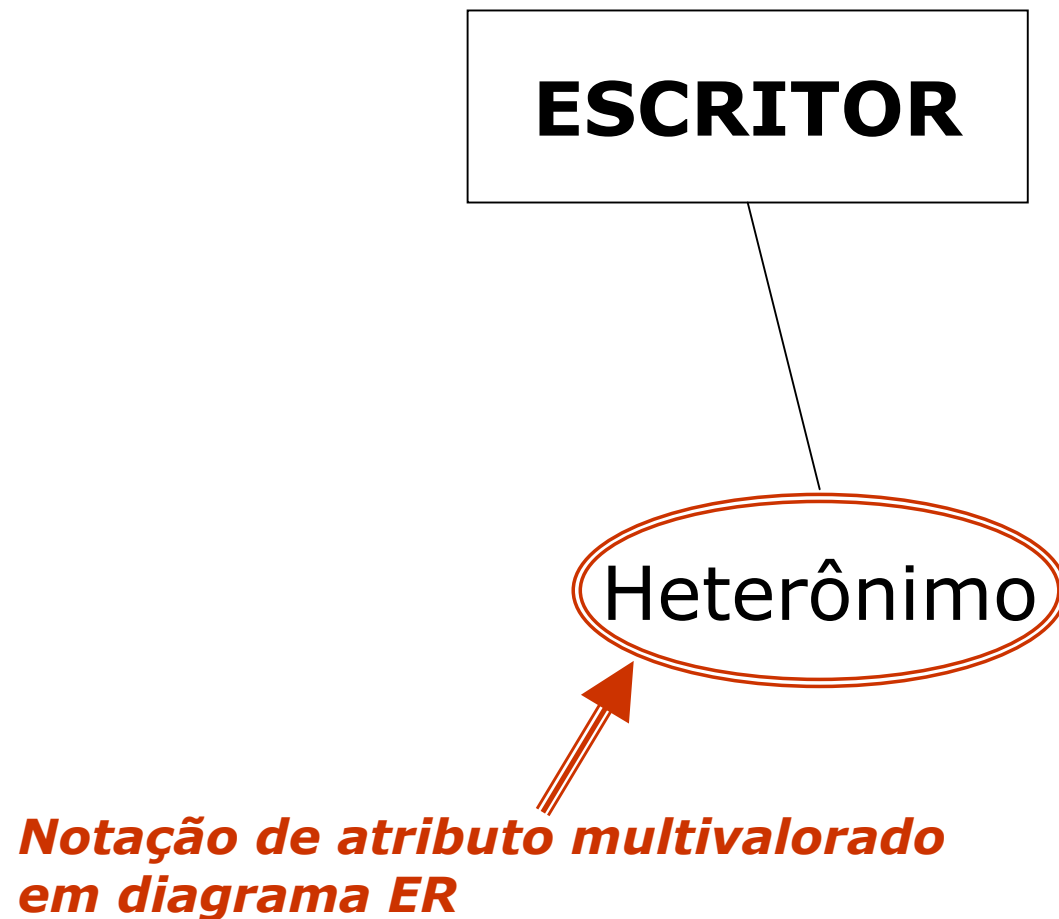 ESCRITOR
Heterônimo
Notação de atributo multivalorado
em diagrama ER